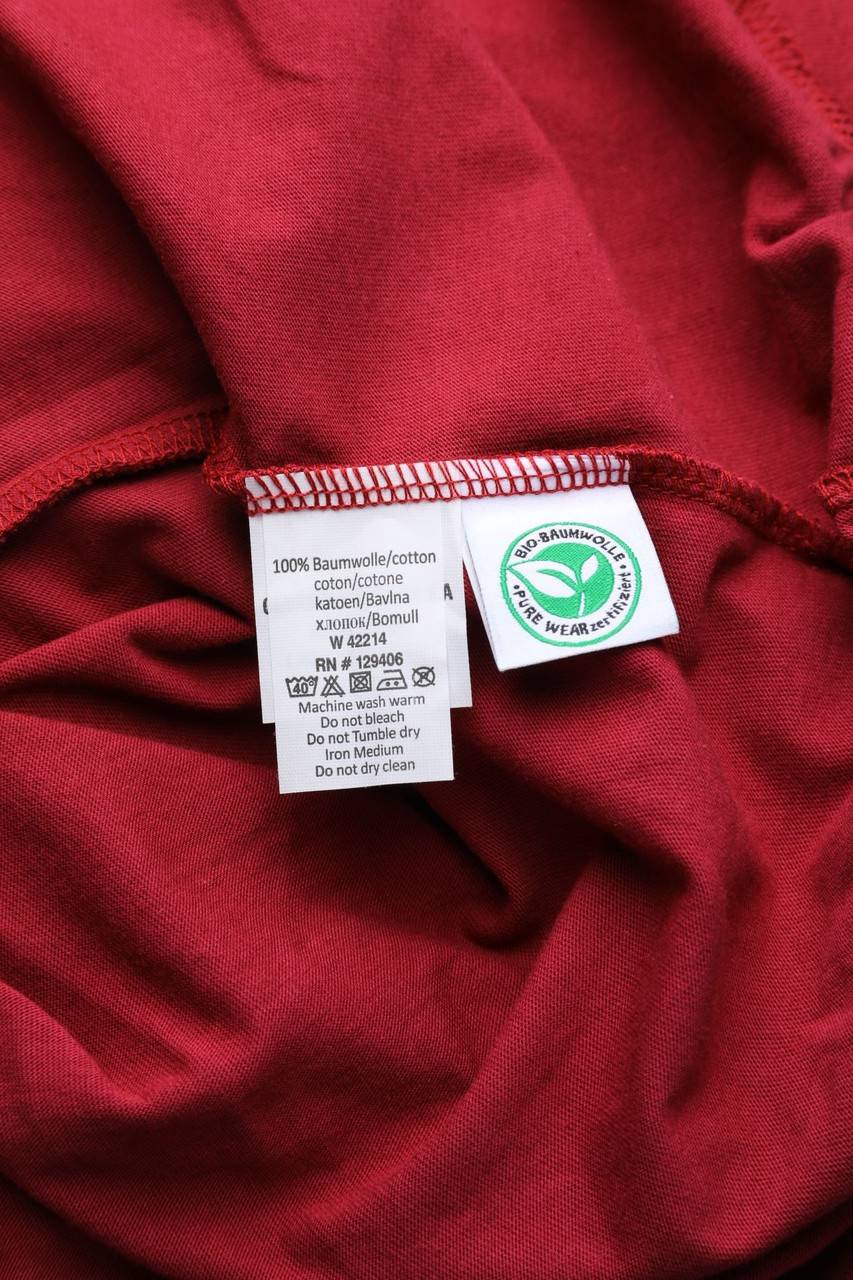 100% Baumwolle/cotton
coton/cotone
katoen/Bavlna
хлопок/Bomull
W 42214
RN # 129406
40°
Machine wash warm
Do not bleach
Do not Tumble dry
Iron Medium
Do not dry clean
BIO-BAUMWOLLE
• PURE WEAR zertifiziert •